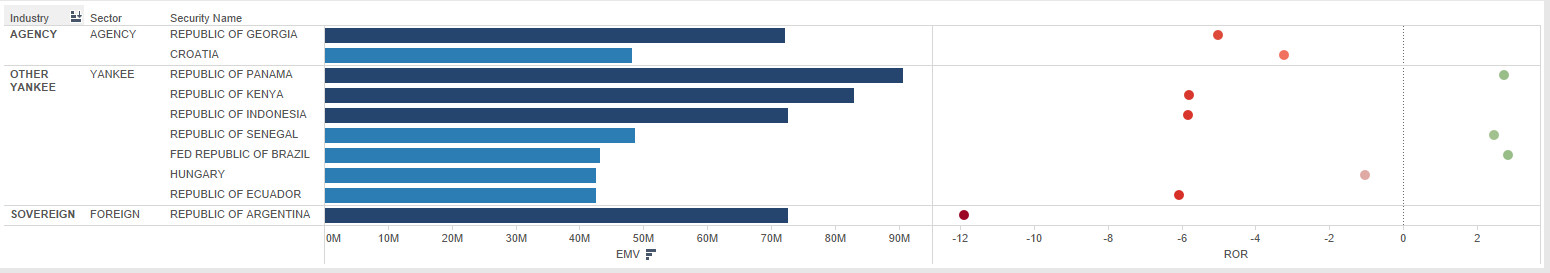 Industry Sector Security Name
AGENCY AGENCY REPUBLIC OF GEORGIA
CROATIA
OTHER YANKEE REPUBLIC OF PANAMA
YANKEE
REPUBLIC OF KENYA
REPUBLIC OF INDONESIA
REPUBLIC OF SENEGAL
FED REPUBLIC OF BRAZIL
HUNGARY
REPUBLIC OF ECUADOR
SOVEREIGN FOREIGN REPUBLIC OF ARGENTINA
0M 10M 20M 30M 40M 50M 60M 70M 80M 90M -12 -10 -8 -6 -4 -2 0 2
EMV ROR